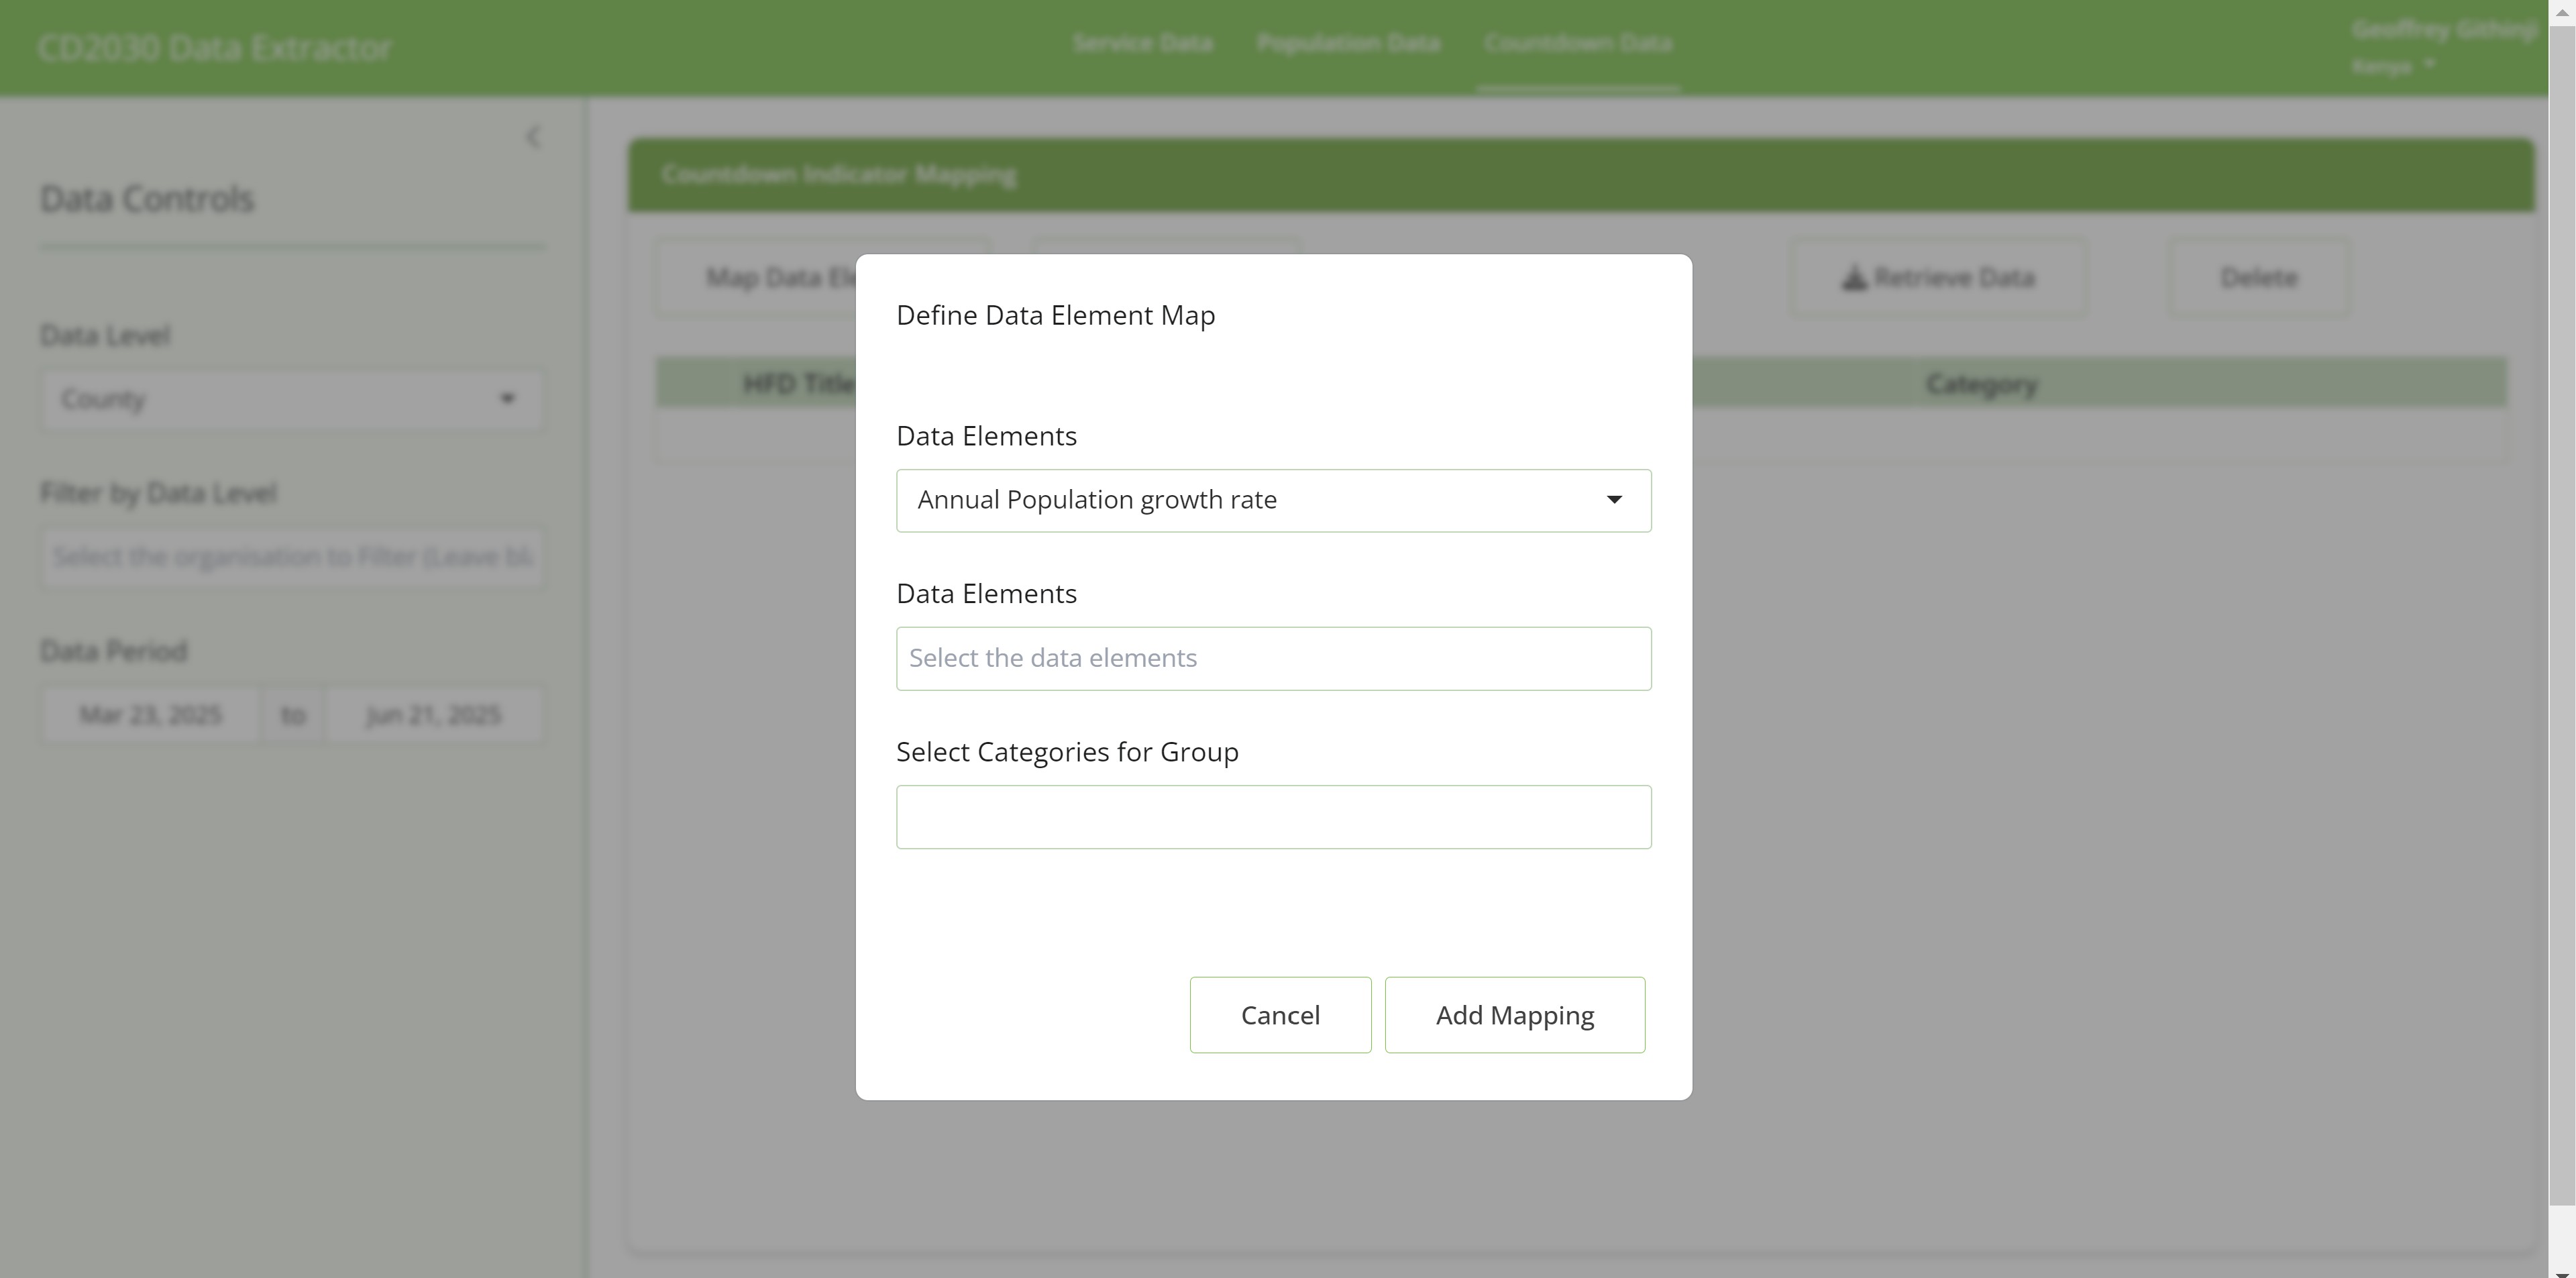 CD2030 Data Extractor
Service Data
Population Data
Countdown Data
Geoffrey Githinji
Kenya
Data Controls
Data Level
County
Filter by Data Level
Select the organisation to Filter (Leave bl
Data Period
Mar 23, 2025 to Jun 21, 2025
Countdown Indicator Mapping
Map Data Ele
Retrieve Data
Delete
HFD Title
Category
Define Data Element Map
Data Elements
Annual Population growth rate
Data Elements
Select the data elements
Select Categories for Group
Cancel
Add Mapping